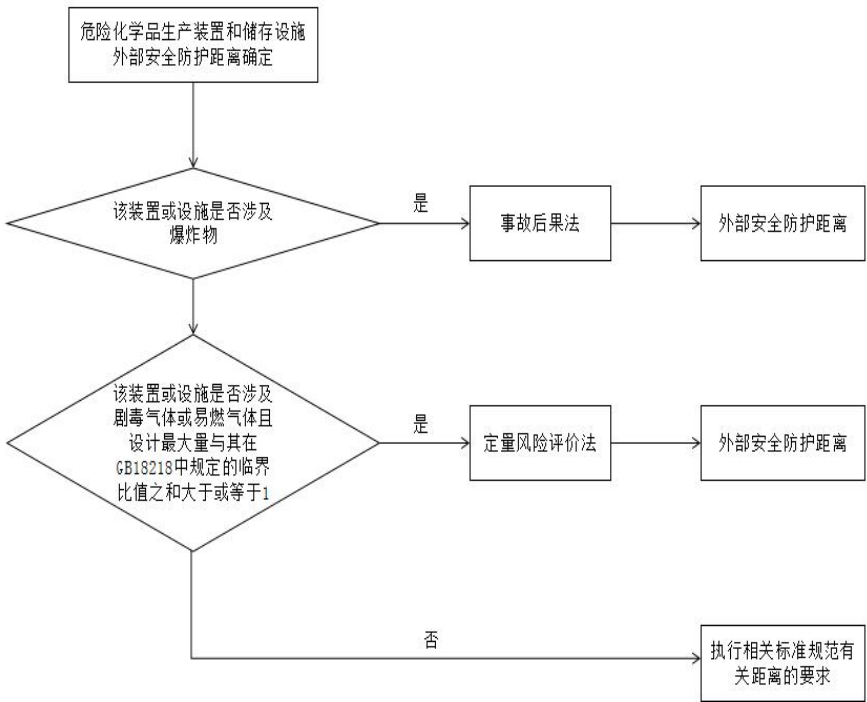 危险化学品生产装置和储存设施
外部安全防护距离确定
该装置或设施是否涉及
爆炸物
是
事故后果法
外部安全防护距离
该装置或设施是否涉及
剧毒气体或易燃气体且
设计最大量与其在
GB18218中规定的临界
比值之和大于或等于1
是
定量风险评价法
外部安全防护距离
否
执行相关标准规范有
关距离的要求